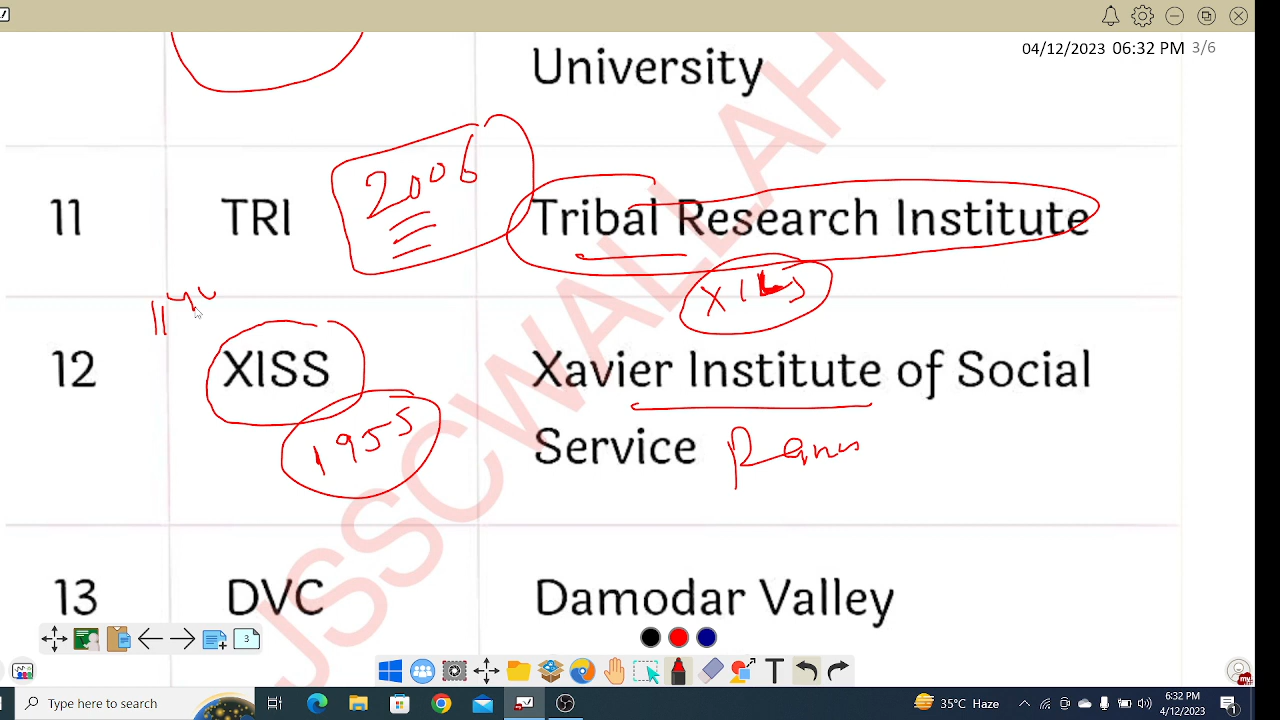 04/12/2023 06:32 PM 3/6
University
2006
11 TRI Tribal Research Institute
12 XISS Xavier Institute of Social
Service
1955
13 DVC Damodar Valley
JSSCWALLAH
3
Type here to search
35°C Haze
6:32 PM
4/12/2023